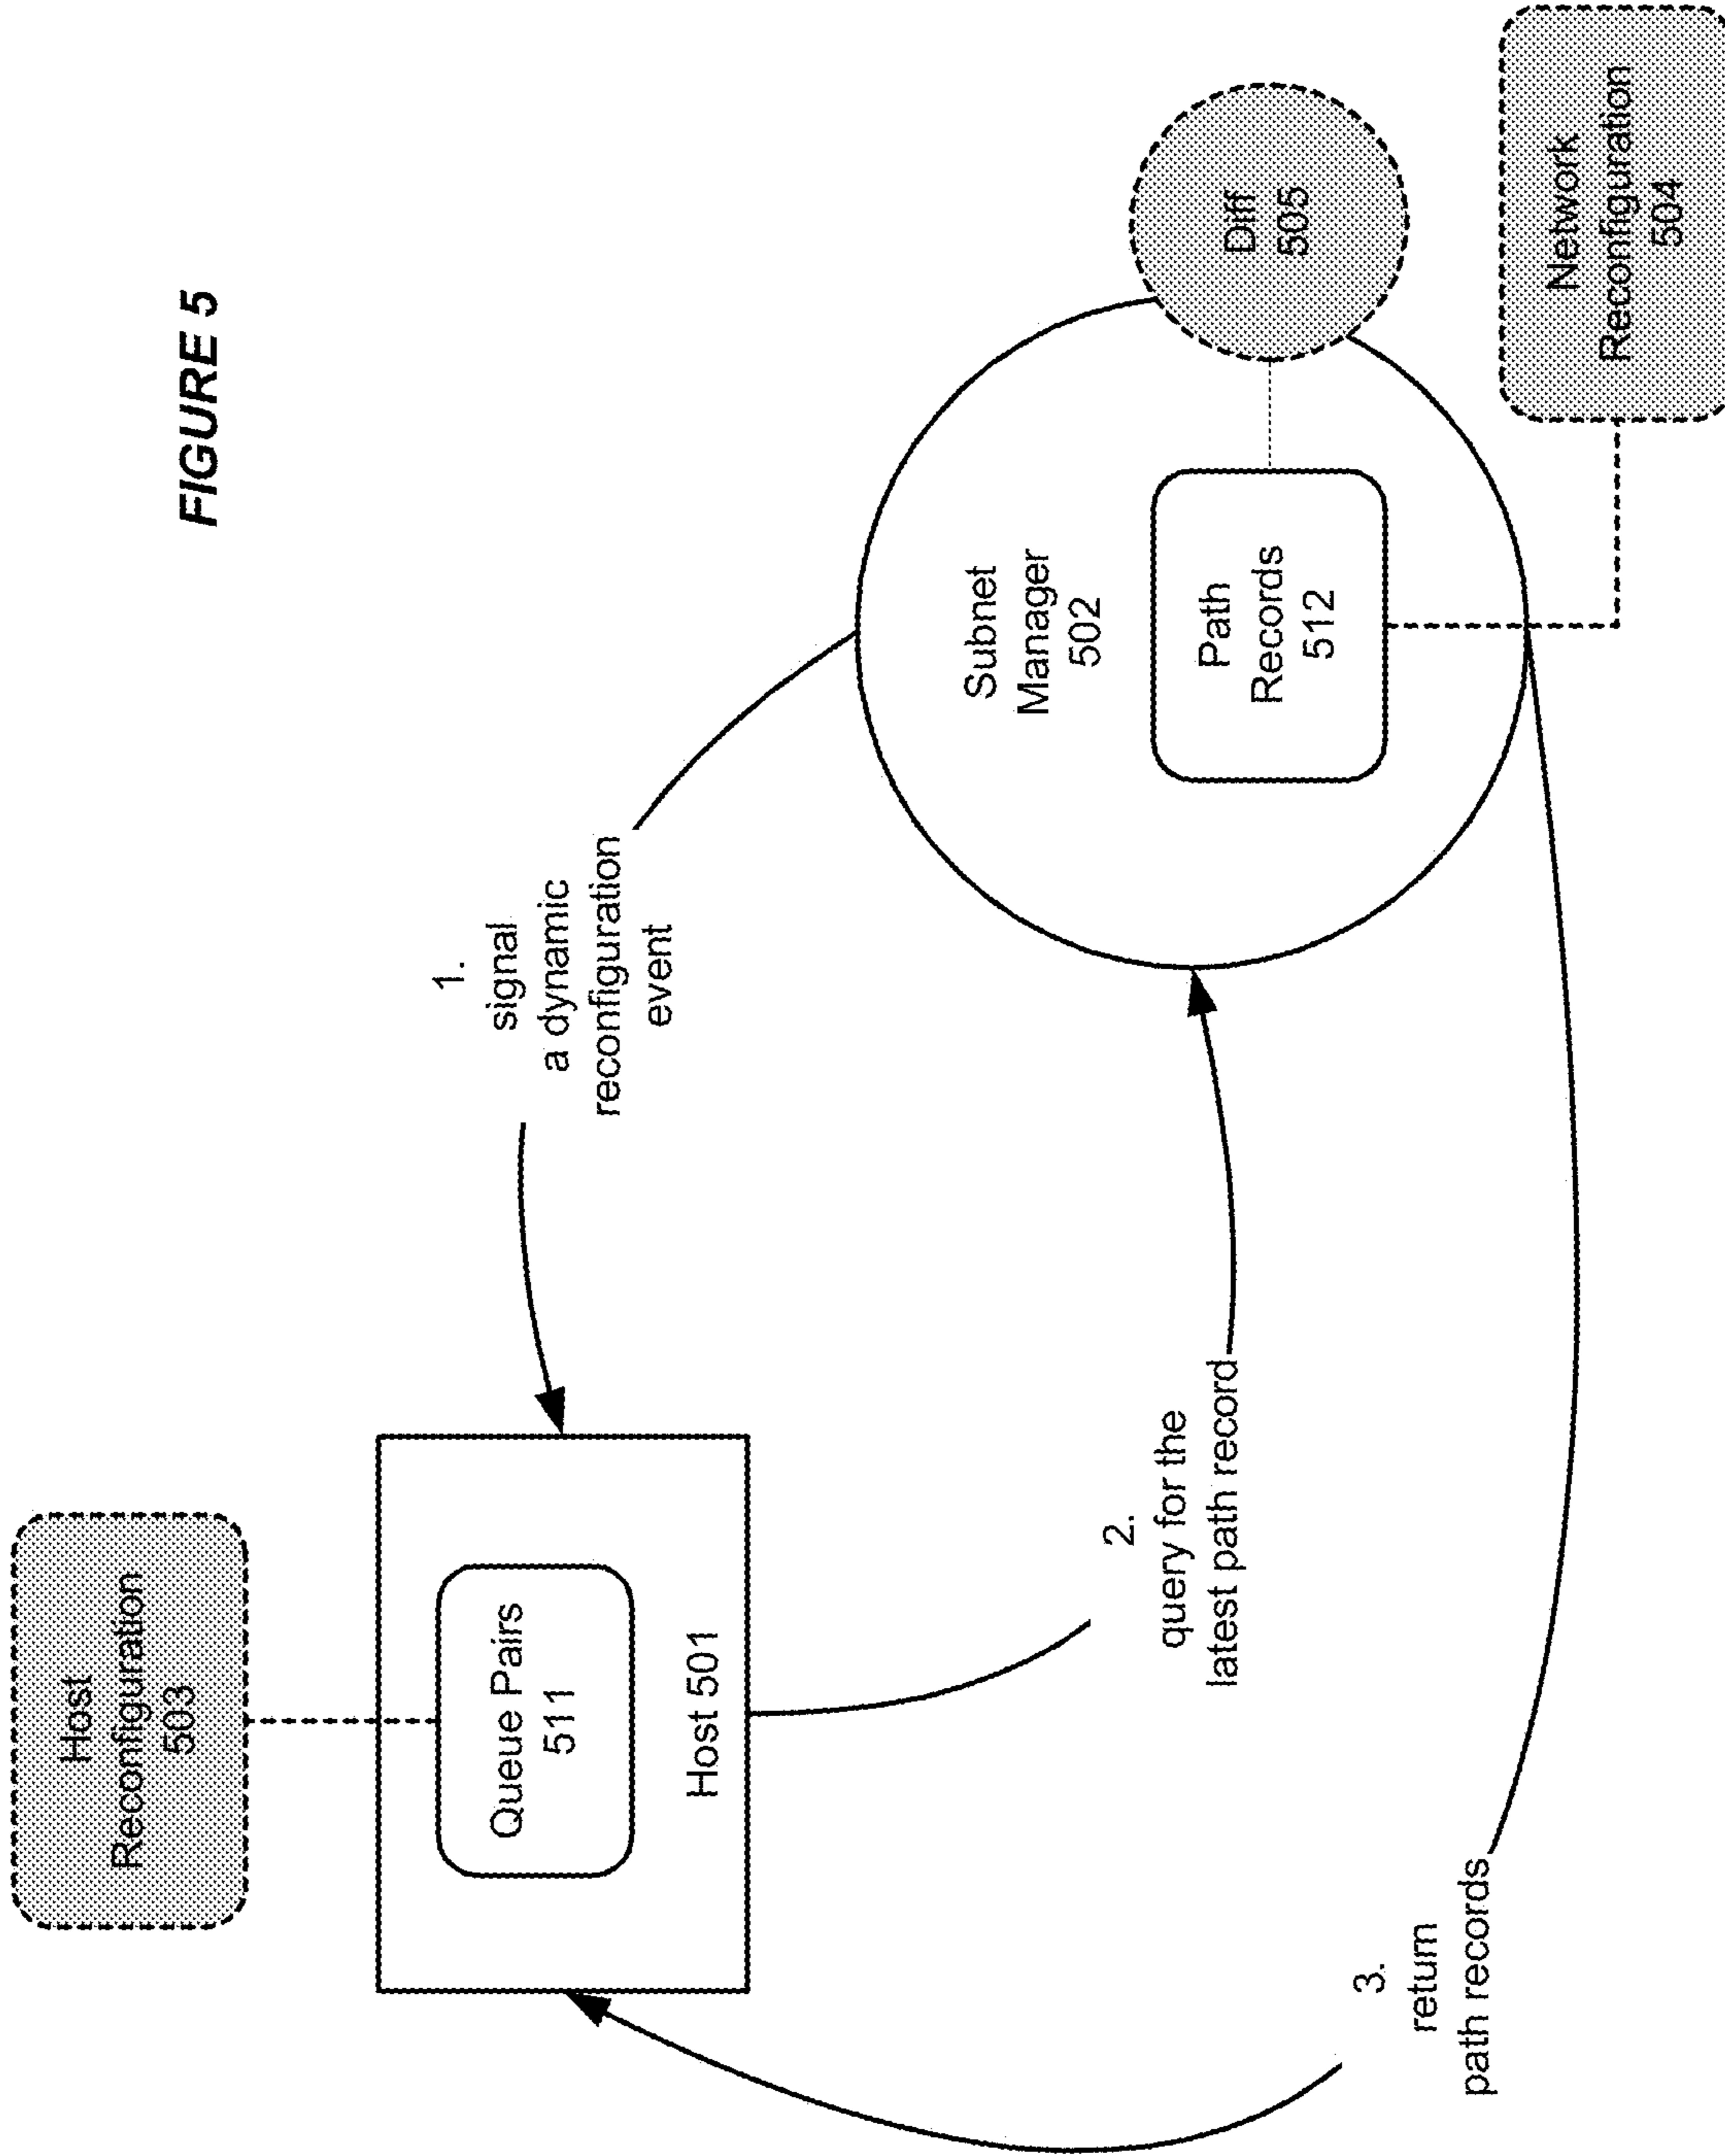 FIGURE 5
Host
Reconfiguration
503
Queue Pairs
511
Host 501
1.
signal
a dynamic
reconfiguration
event
2.
query for the
latest path record
3.
return
path records
Subnet
Manager
502
Path
Records
512
Diff
505
Network
Reconfiguration
504